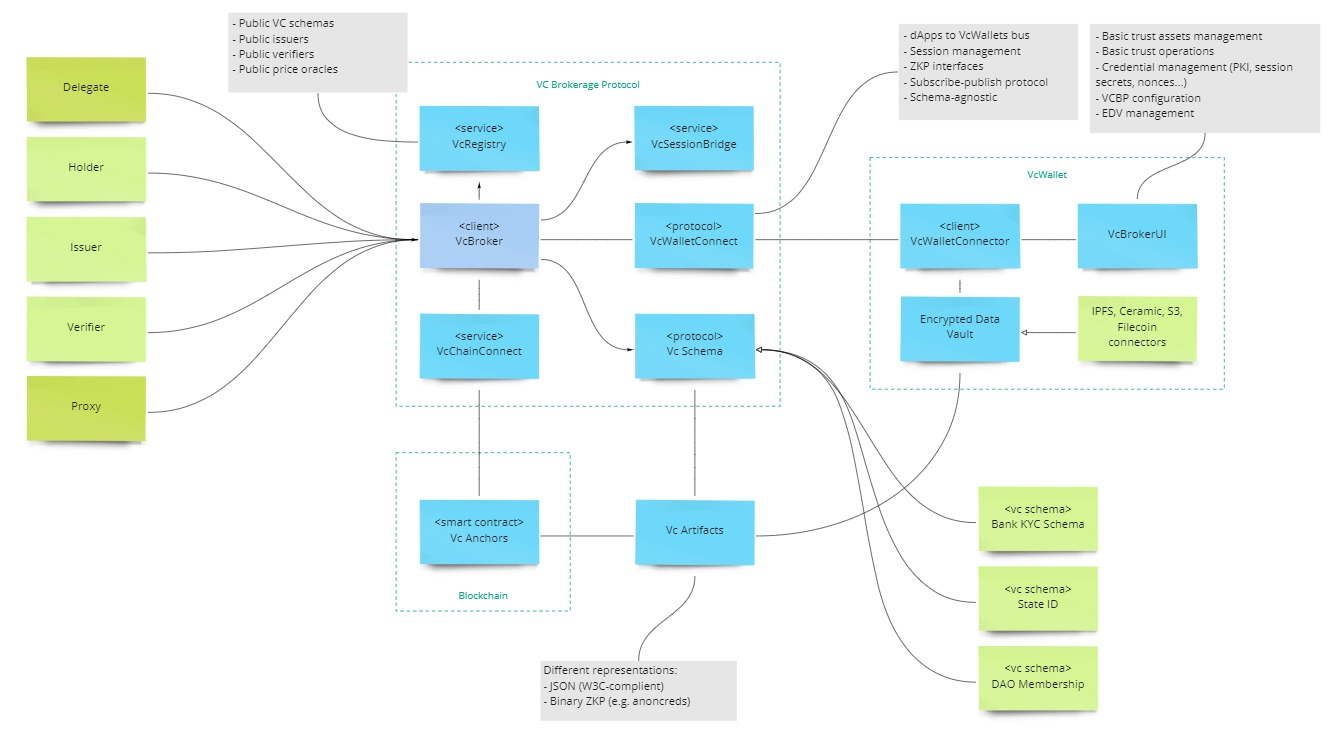 - Public VC schemas
- Public issuers
- Public verifiers
- Public price oracles
- dApps to VcWallets bus
- Session management
- ZKP interfaces
- Subscribe-publish protocol
- Schema-agnostic
- Basic trust assets management
- Basic trust operations
- Credential management (PKI, session
secrets, nonces...)
- VCBP configuration
- EDV management
Delegate
Holder
Issuer
Verifier
Proxy
VC Brokerage Protocol
<service>
VcRegistry
<service>
VcSessionBridge
<client>
VcBroker
<protocol>
VcWalletConnect
<service>
VcChainConnect
<protocol>
Vc Schema
VcWallet
<client>
VcWalletConnector
VcBrokerUI
Encrypted Data
Vault
IPFS, Ceramic, S3,
Filecoin
connectors
<smart contract>
Vc Anchors
Blockchain
Vc Artifacts
<vc schema>
Bank KYC Schema
<vc schema>
State ID
<vc schema>
DAO Membership
Different representations:
- JSON (W3C-complient)
- Binary ZKP (e.g. anoncreds)